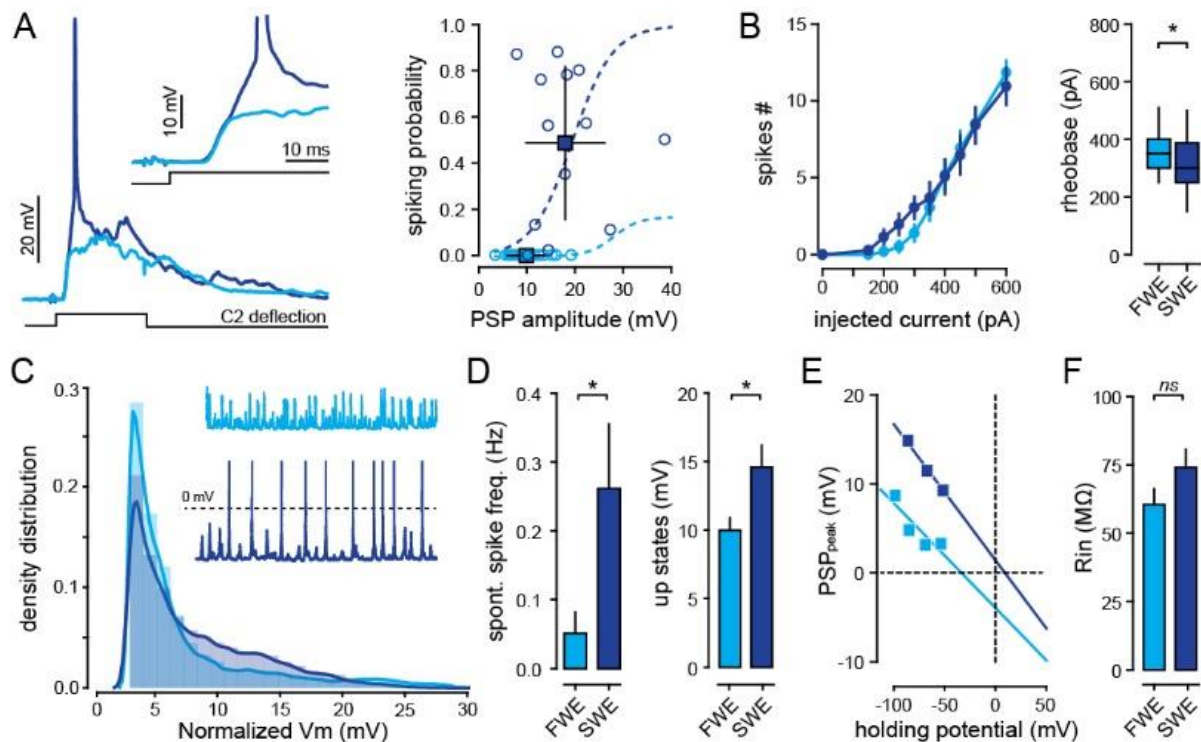 A
10 mV
10 ms
20 mV
C2 deflection
spiking probability
1.0
0.8
0.6
0.4
0.2
0.0
0 10 20 30 40
PSP amplitude (mV)
B
spikes #
15
10
5
0
0 200 400 600
injected current (pA)
*
rheobase (pA)
800
600
400
200
0
FWE
SWE
C
density distribution
0.3
0.2
0.1
0.0
0 mV
0 5 10 15 20 25 30
Normalized Vm (mV)
D
*
spont. spike freq. (Hz)
0.4
0.3
0.2
0.1
0.0
FWE
SWE
*
up states (mV)
20
15
10
5
0
FWE
SWE
E
PSPpeak (mV)
20
10
0
-10
-100 -50 0 50
holding potential (mV)
F
ns
Rin (MΩ)
100
75
50
25
0
FWE
SWE